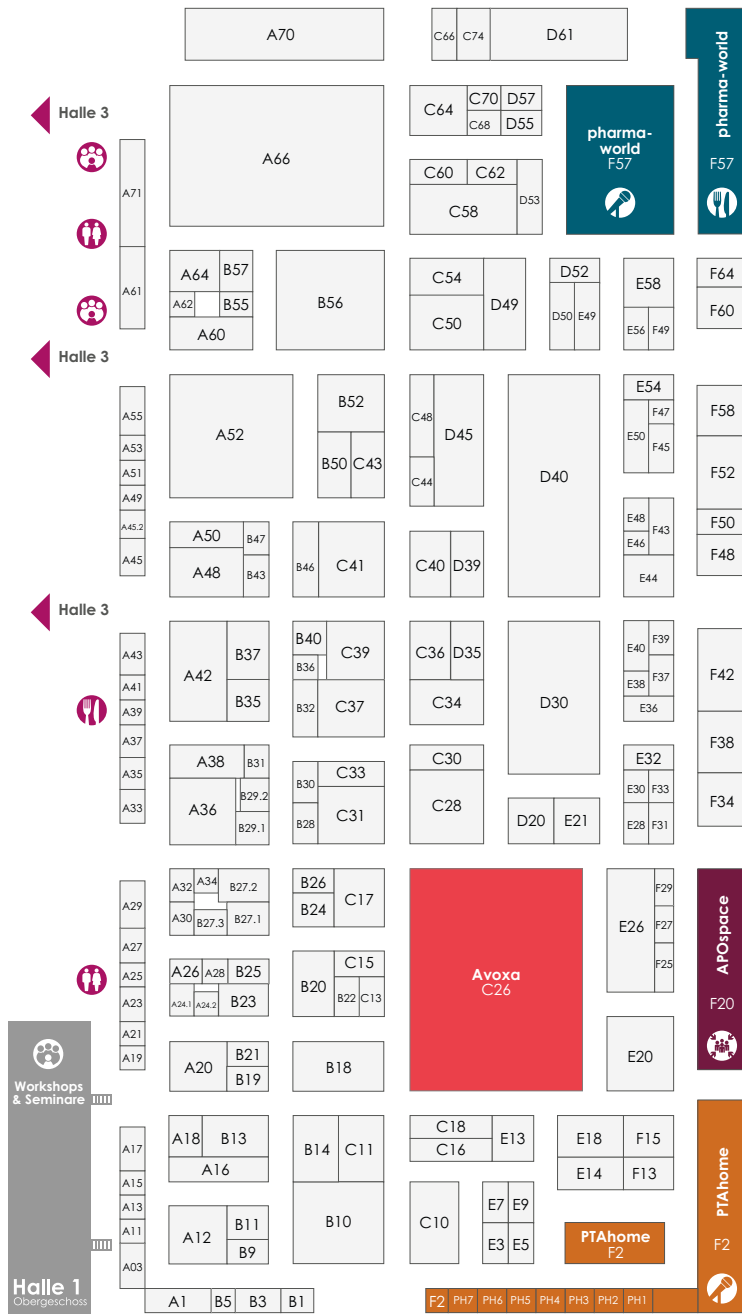 A70
C66
C74
D61
Halle 3
A66
C64
C70
D57
C68
D55
pharma-
world
F57
pharma-world
F57
A71
C60
C62
D53
C58
A61
A64
B57
A62
B55
A60
B56
C54
D49
C50
D52
D50
E49
E58
E56
F49
F64
F60
Halle 3
A55
A53
A51
A49
A45.2
A45
A52
B52
B50
C43
C48
D45
C44
D40
E54
F47
E50
F45
F58
F52
F50
F48
A50
B47
A48
B43
B46
C41
C40
D39
E48
F43
E46
E44
Halle 3
A43
A41
A39
A37
A35
A33
A42
B37
B35
B40
C39
B36
B32
C37
C36
D35
C34
D30
E40
F39
F37
E38
E36
F42
F38
F34
A38
B31
A36
B29.2
B29.1
B30
C33
B28
C31
C30
C28
D20
E21
E32
E30
F33
E28
F31
A29
A27
A25
A23
A21
A19
A32
A34
B27.2
A30
B27.3
B27.1
B26
C17
B24
Avoxa
C26
E26
F29
F27
F25
APOspace
F20
A26
A28
B25
A24.1
A24.2
B23
B20
C15
B22
C13
E20
Workshops
& Seminare
A20
B21
B19
B18
A17
A15
A13
A11
A03
A18
B13
A16
B14
C11
C18
E13
C16
E18
F15
E14
F13
PTAhome
F2
A12
B11
B9
B10
C10
E7
E9
E3
E5
PTAhome
F2
Halle 1
Obergeschoss
A1
B5
B3
B1
F2
PH7
PH6
PH5
PH4
PH3
PH2
PH1